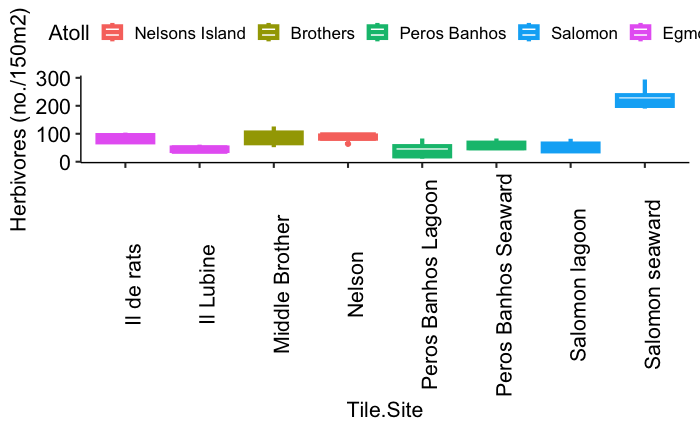 Atoll Nelsons Island Brothers Peros Banhos Salomon Egmo
Herbivores (no./150m2)
300
200
100
0
Il de rats
Il Lubine
Middle Brother
Nelson
Peros Banhos Lagoon
Peros Banhos Seaward
Salomon lagoon
Salomon seaward
Tile.Site